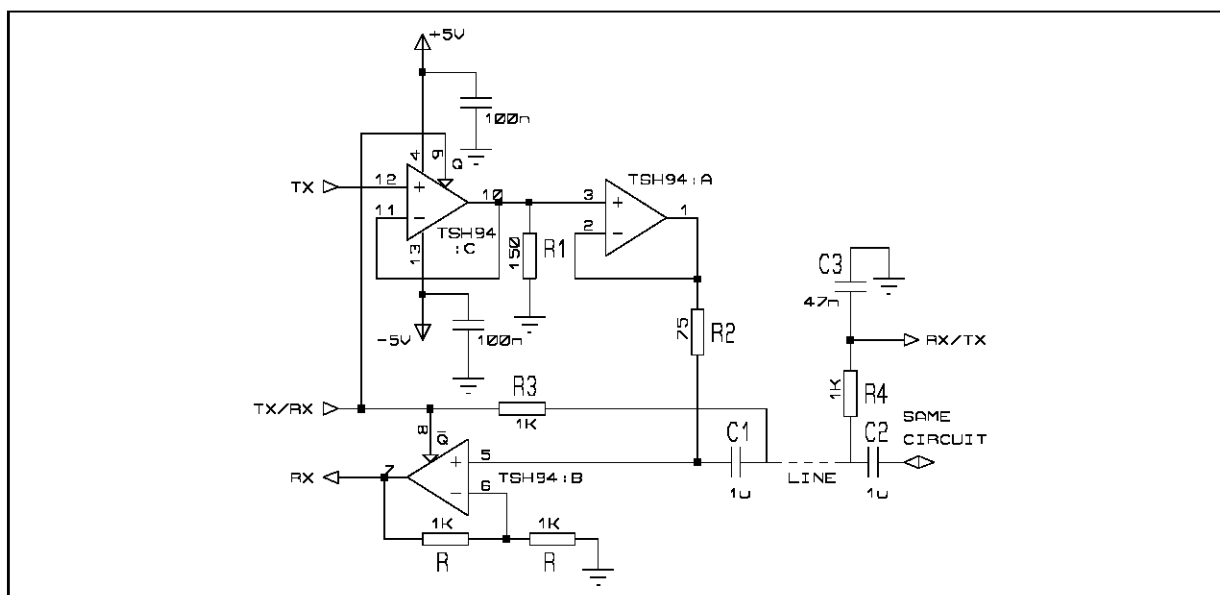 +5V
100n
4
9
Q
TX
12
+
11
-
10
TSH94
:C
13
-5V
100n
150
R1
TSH94:A
3
+
2
-
1
75
R2
C3
47n
RX/TX
1K
R4
SAME
CIRCUIT
C2
1u
TX/RX
R3
1K
C1
1u
LINE
8
Q̅
RX
7
+
5
-
6
TSH94:B
1K
R
1K
R